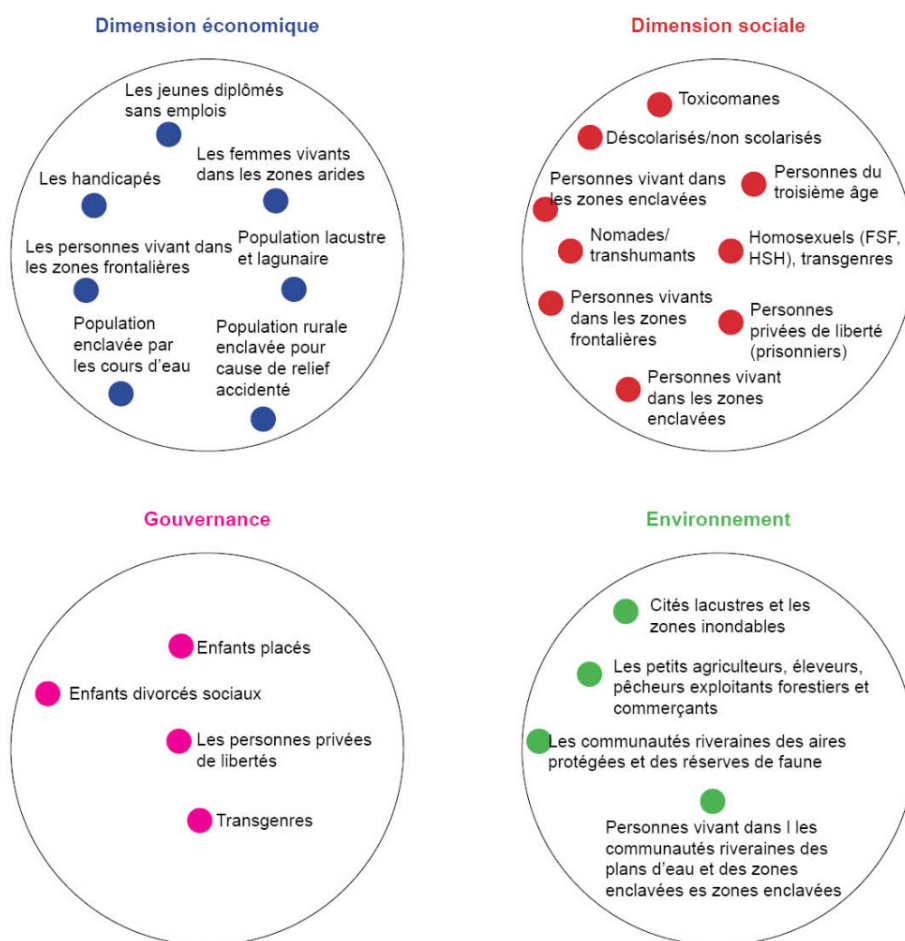 Dimension économique
Les jeunes diplômés
sans emplois
Les femmes vivants
dans les zones arides
Les handicapés
Les personnes vivant dans
les zones frontalières
Population lacustre
et lagunaire
Population
enclavée par
les cours d’eau
Population rurale
enclavée pour
cause de relief
accidenté
Dimension sociale
Toxicomanes
Déscolarisés/non scolarisés
Personnes vivant dans
les zones enclavées
Personnes du
troisième âge
Nomades/
transhumants
Homosexuels (FSF,
HSH), transgenres
Personnes vivants
dans les zones
frontalières
Personnes
privées de liberté
(prisonniers)
Personnes vivant
dans les zones
enclavées
Gouvernance
Enfants placés
Enfants divorcés sociaux
Les personnes privées
de libertés
Transgenres
Environnement
Cités lacustres et les
zones inondables
Les petits agriculteurs, éleveurs,
pêcheurs exploitants forestiers et
commerçants
Les communautés riveraines des aires
protégées et des réserves de faune
Personnes vivant dans l les
communautés riveraines des
plans d’eau et des zones
enclavées es zones enclavées